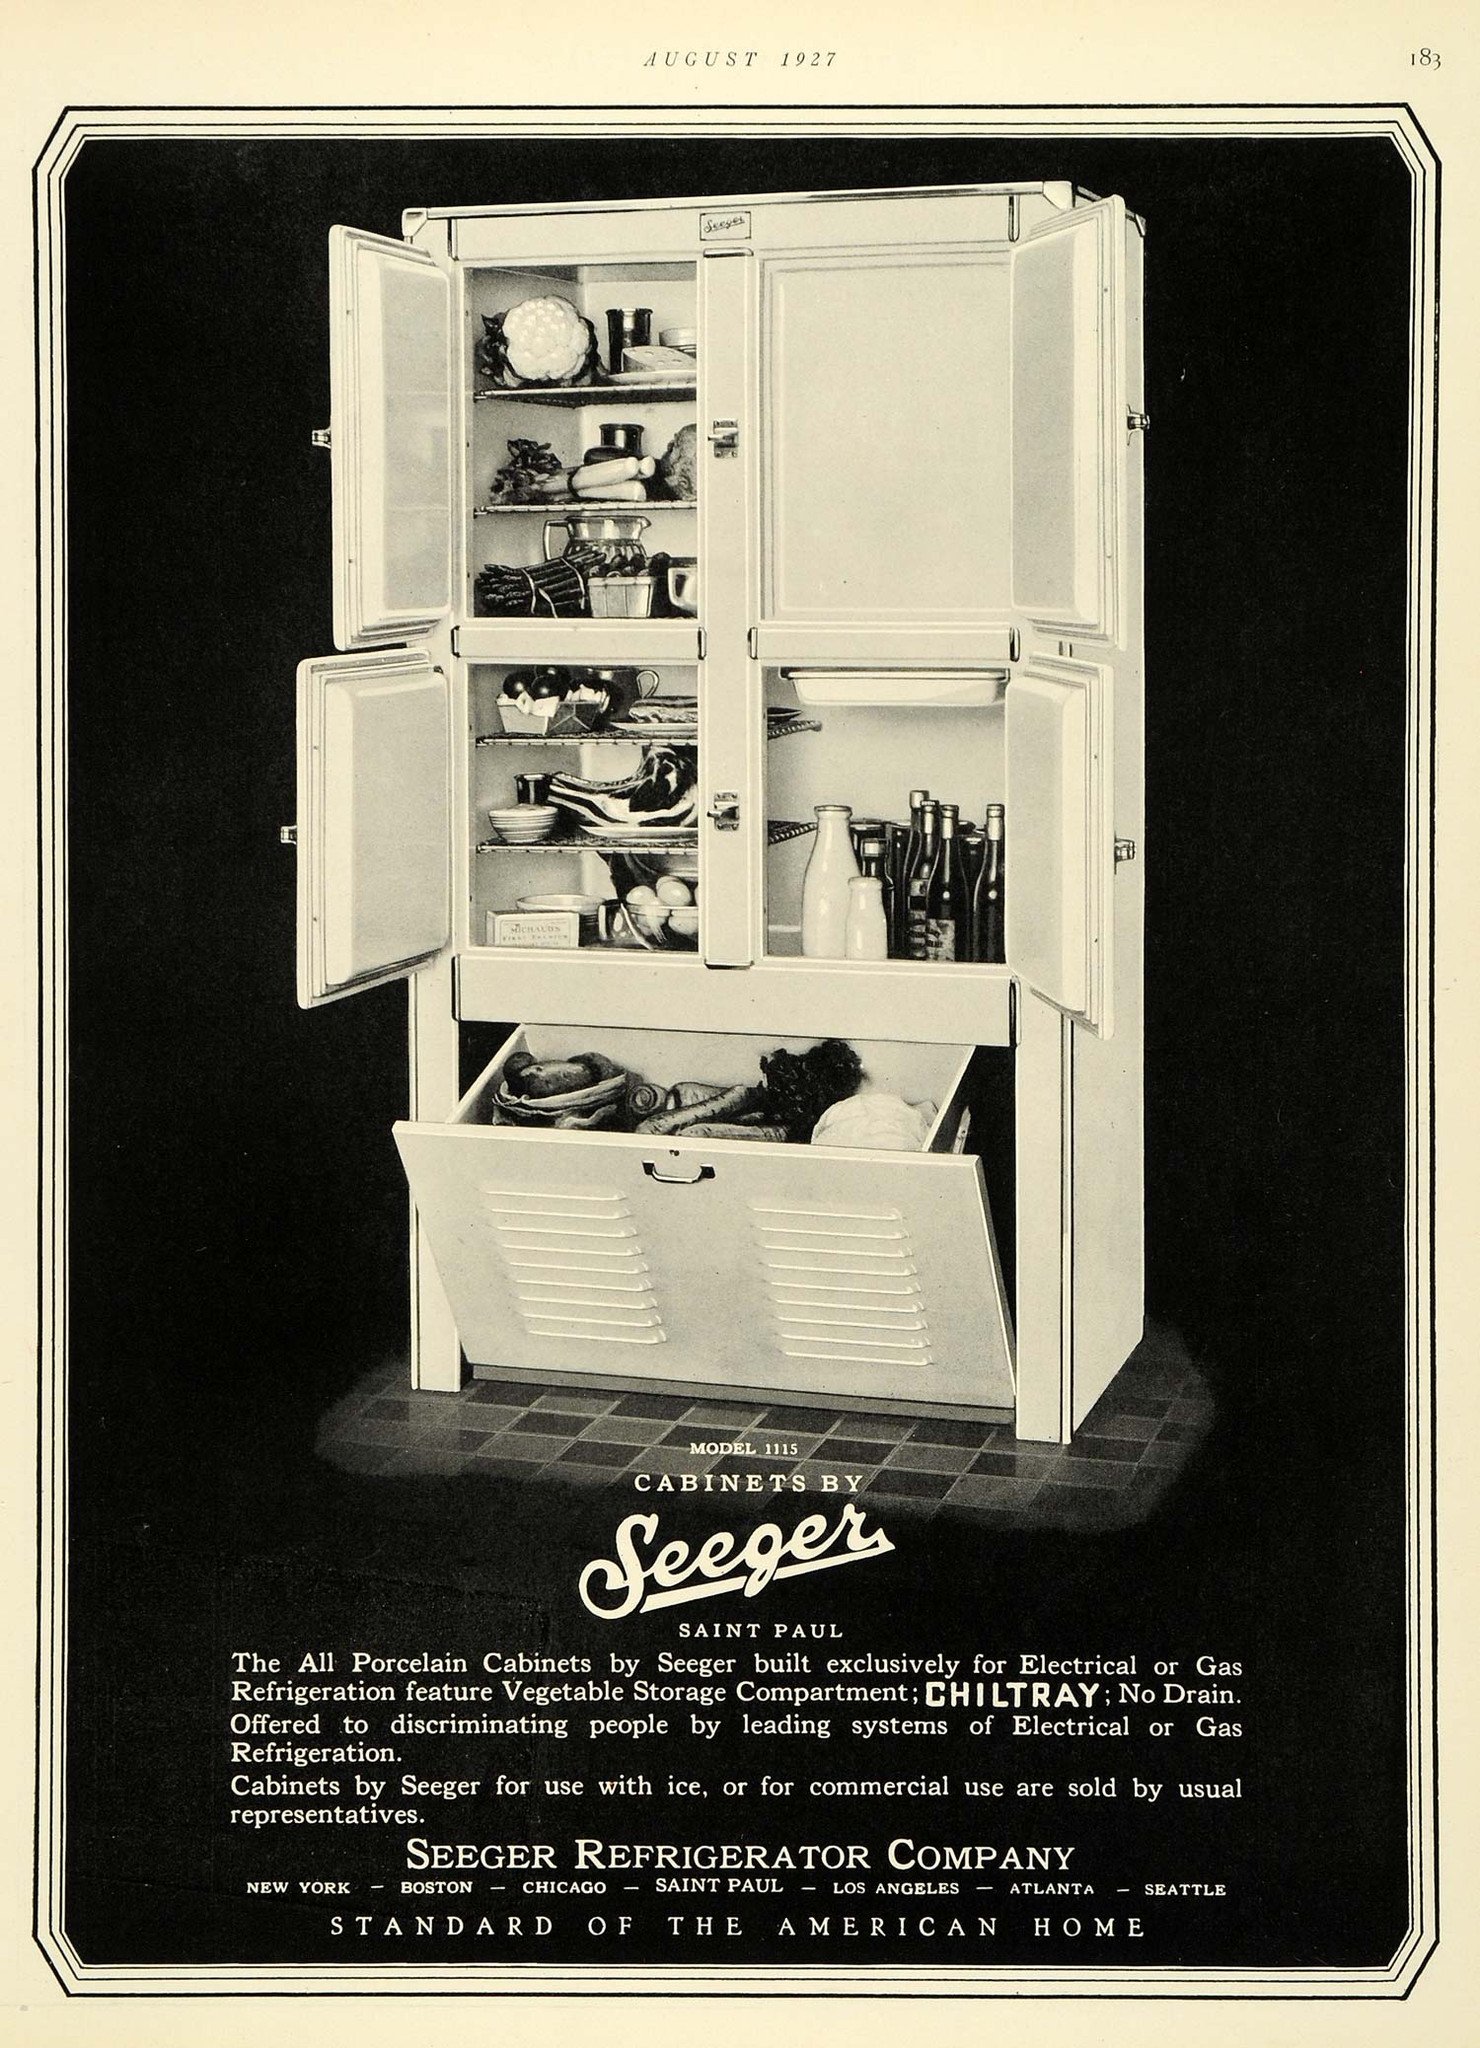 AUGUST 1927
183
Seeger
MICHAUD'S
MODEL 1115
CABINETS BY
Seeger
SAINT PAUL
The All Porcelain Cabinets by Seeger built exclusively for Electrical or Gas
Refrigeration feature Vegetable Storage Compartment; CHILTRAY; No Drain.
Offered to discriminating people by leading systems of Electrical or Gas
Refrigeration.
Cabinets by Seeger for use with ice, or for commercial use are sold by usual
representatives.
SEEGER REFRIGERATOR COMPANY
NEW YORK — BOSTON — CHICAGO — SAINT PAUL — LOS ANGELES — ATLANTA — SEATTLE
STANDARD OF THE AMERICAN HOME